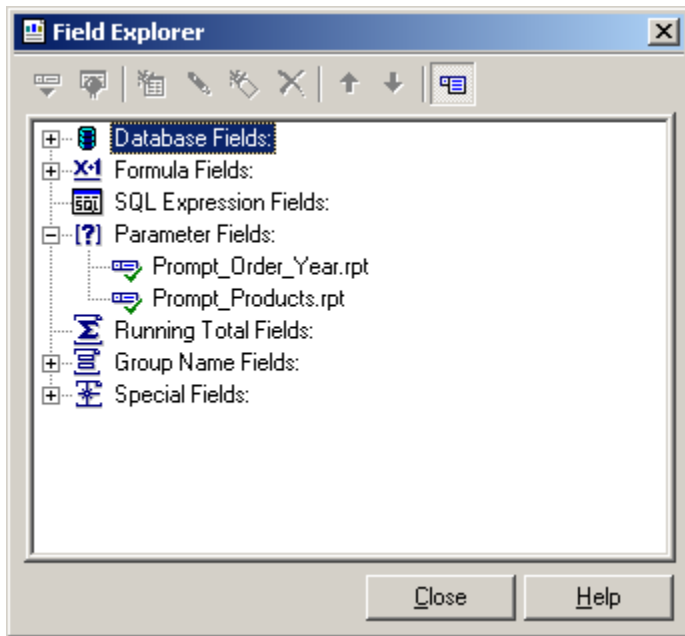 Field Explorer
Database Fields:
X+1 Formula Fields:
SQL SQL Expression Fields:
[?] Parameter Fields:
Prompt_Order_Year.rpt
Prompt_Products.rpt
Running Total Fields:
Group Name Fields:
Special Fields:
Close Help